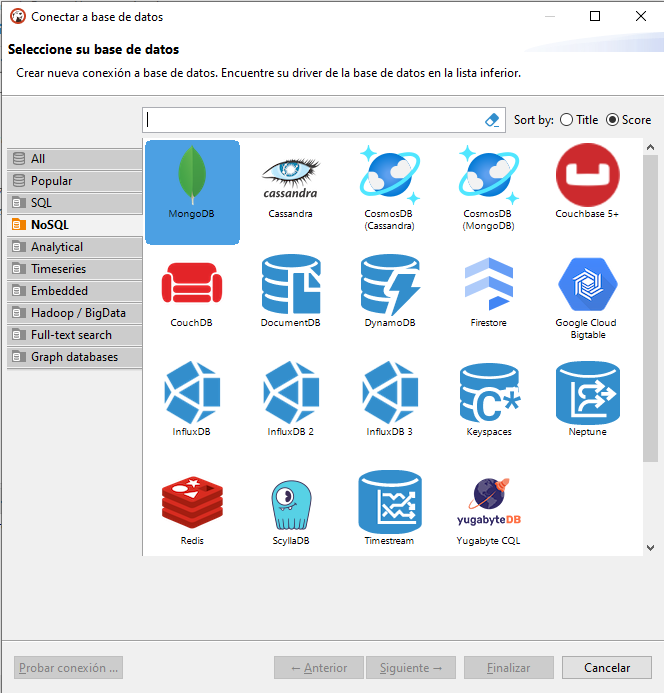 Conectar a base de datos
Seleccione su base de datos
Crear nueva conexión a base de datos. Encuentre su driver de la base de datos en la lista inferior.
Sort by: Title Score
All
Popular
SQL
NoSQL
Analytical
Timeseries
Embedded
Hadoop / BigData
Full-text search
Graph databases
MongoDB
cassandra
Cassandra
CosmosDB
(Cassandra)
CosmosDB
(MongoDB)
Couchbase 5+
CouchDB
DocumentDB
DynamoDB
Firestore
Google Cloud
Bigtable
InfluxDB
InfluxDB 2
InfluxDB 3
C*
Keyspaces
Neptune
Redis
ScyllaDB
Timestream
yugabyteDB
Yugabyte CQL
Probar conexión ...
← Anterior
Siguiente →
Finalizar
Cancelar